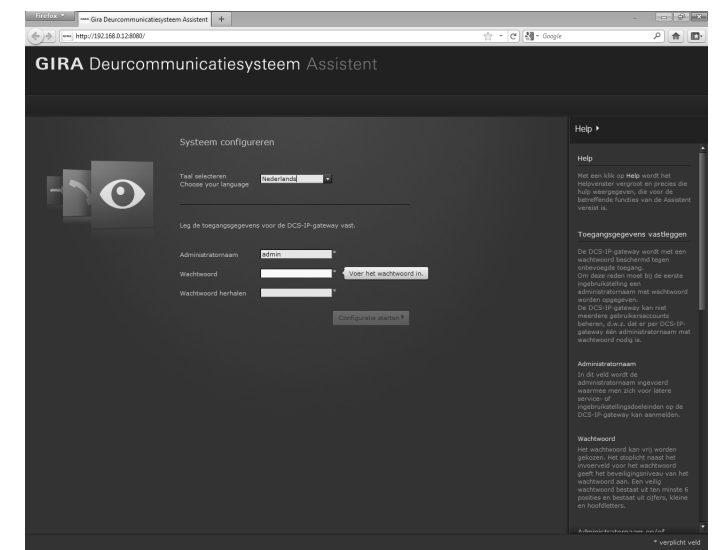 Firefox
Gira Deurcommunicatiesysteem Assistent
http://192.168.0.12:8080/
Google
GIRA Deurcommunicatiesysteem Assistent
Systeem configureren
Taal selecteren
Choose your language
Nederlands
Leg de toegangsgegevens voor de DCS-IP-gateway vast.
Administratornaam
admin
*
Wachtwoord
*
Voer het wachtwoord in.
Wachtwoord herhalen
*
Configuratie starten
Help
Help
Met een klik op Help wordt het
Helpvenster vergroot en precies die
hulp weergegeven, die voor de
betreffende functies van de Assistent
vereist is.
Toegangsgegevens vastleggen
De DCS-IP-gateway wordt met een
wachtwoord beschermd tegen
onbevoegde toegang.
Om deze reden moet bij de eerste
ingebruikstelling een
administratornaam met wachtwoord
worden opgegeven.
De DCS-IP-gateway kan niet
meerdere gebruikersaccounts
beheren, d.w.z. dat er per DCS-IP-
gateway één administratornaam met
wachtwoord nodig is.
Administratornaam
In dit veld wordt de
administratornaam ingevoerd
waarmee men zich voor latere
service- of
ingebruikstellingsdoeleinden op de
DCS-IP-gateway kan aanmelden.
Wachtwoord
Het wachtwoord kan vrij worden
gekozen. Het stoplicht naast het
invoerveld voor het wachtwoord
geeft het beveiligingsniveau van het
wachtwoord aan. Een veilig
wachtwoord bestaat uit ten minste 6
posities en bestaat uit cijfers, kleine
en hoofdletters.
Administratornaam en/of
* verplicht veld